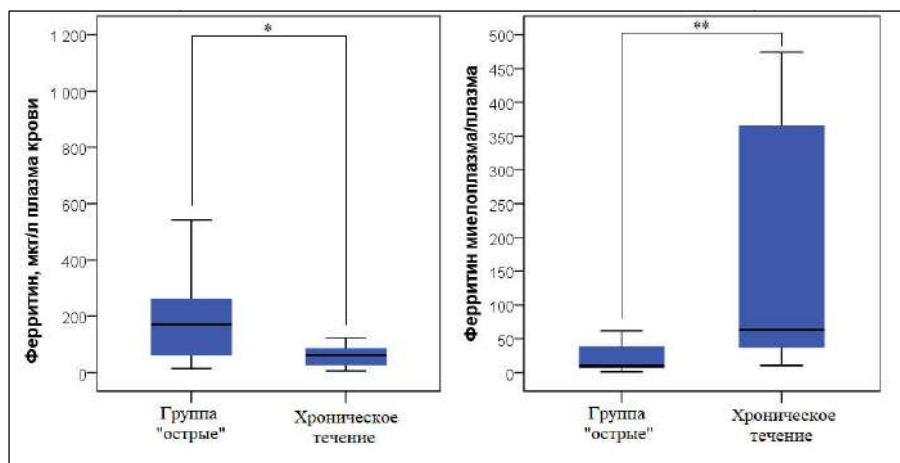 Ферритин, мкг/л плазма крови
1 200
1 000
800
600
400
200
0
*
Группа
"острые"
Хроническое
течение
Ферритин миелоплазма/плазма
500
450
400
350
300
250
200
150
100
50
0
**
Группа
"острые"
Хроническое
течение